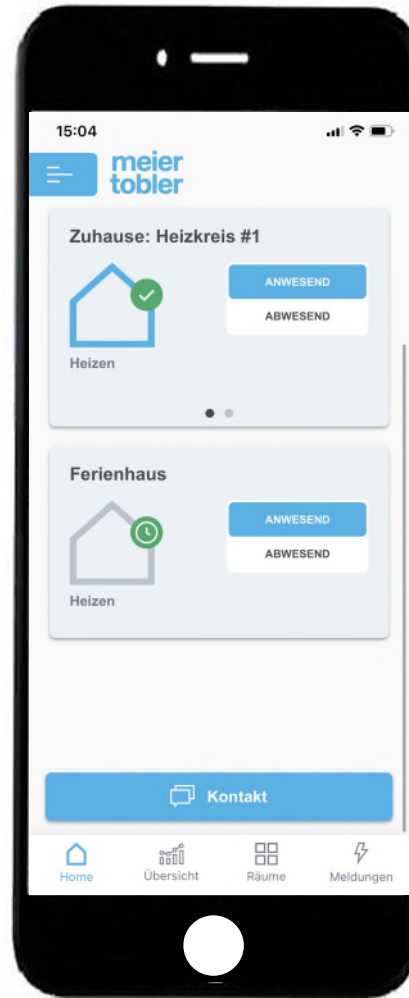 15:04
meier
tobler
Zuhause: Heizkreis #1
ANWESEND
ABWESEND
Heizen
Ferienhaus
ANWESEND
ABWESEND
Heizen
Kontakt
Home Übersicht Räume Meldungen